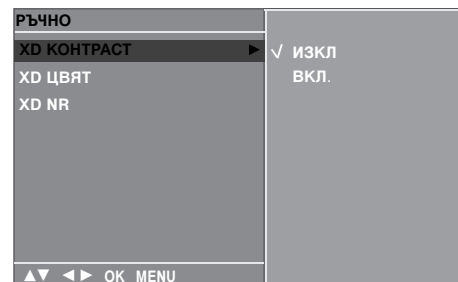 РЪЧНО
XD КОНТРАСТ ▶
√ ИЗКЛ
ВКЛ.
XD ЦВЯТ
XD NR
▲▼ ◀▶ OK MENU